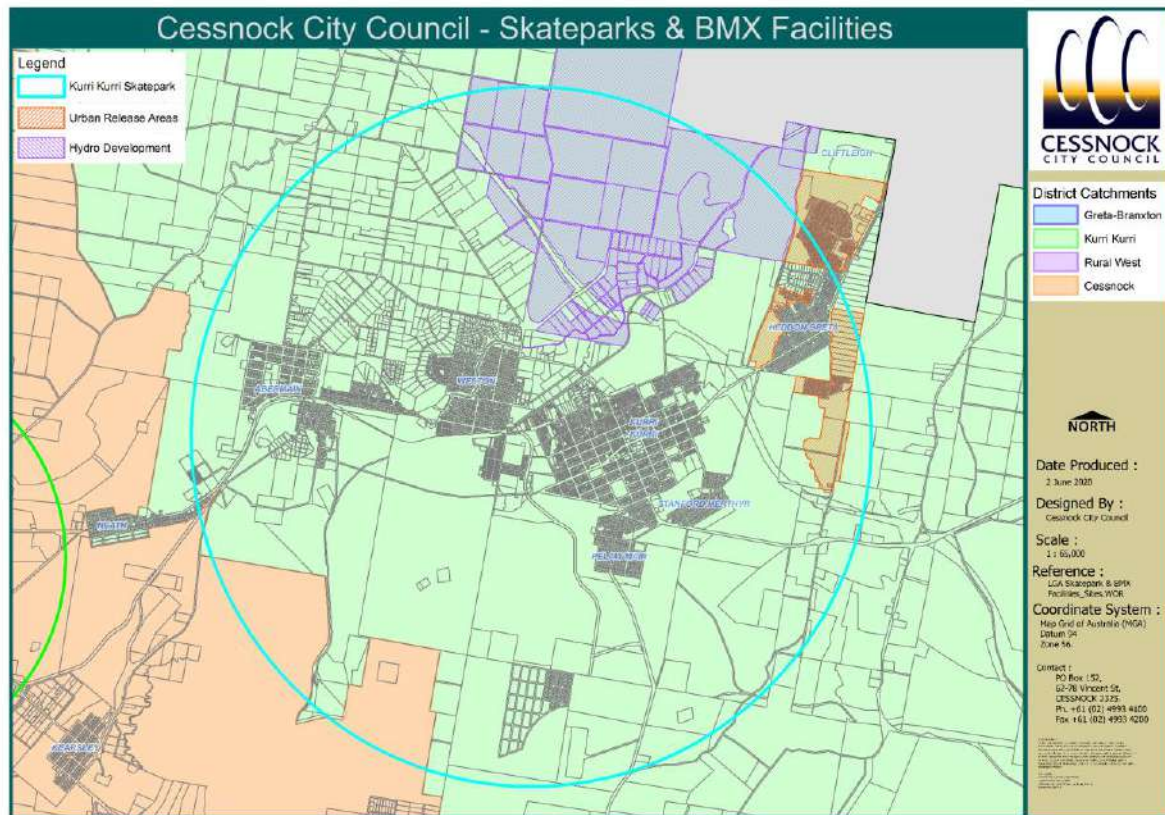 Cessnock City Council - Skateparks & BMX Facilities
Legend
Kurri Kurri Skatepark
Urban Release Areas
Hydro Development
CESSNOCK
CITY COUNCIL
District Catchments
Greta-Branxton
Kurri Kurri
Rural West
Cessnock
NORTH
Date Produced :
2 June 2020
Designed By :
Cessnock City Council
Scale :
1 : 65,000
Reference :
LGA Skatepark & BMX
Facilities_Sites.WOR
Coordinate System :
Map Grid of Australia (MGA)
Datum 94
Zone 56
Contact :
PO Box 152,
62-78 Vincent St,
CESSNOCK 2325
Ph. +61 (02) 4993 4100
Fax +61 (02) 4993 4200
CLIFTLEIGH
HEDDON GRETA
ABERMAIN
WESTON
KURRI
KURRI
STANFORD MERTHYR
PELAW MAIN
NEATH
KEARSLEY